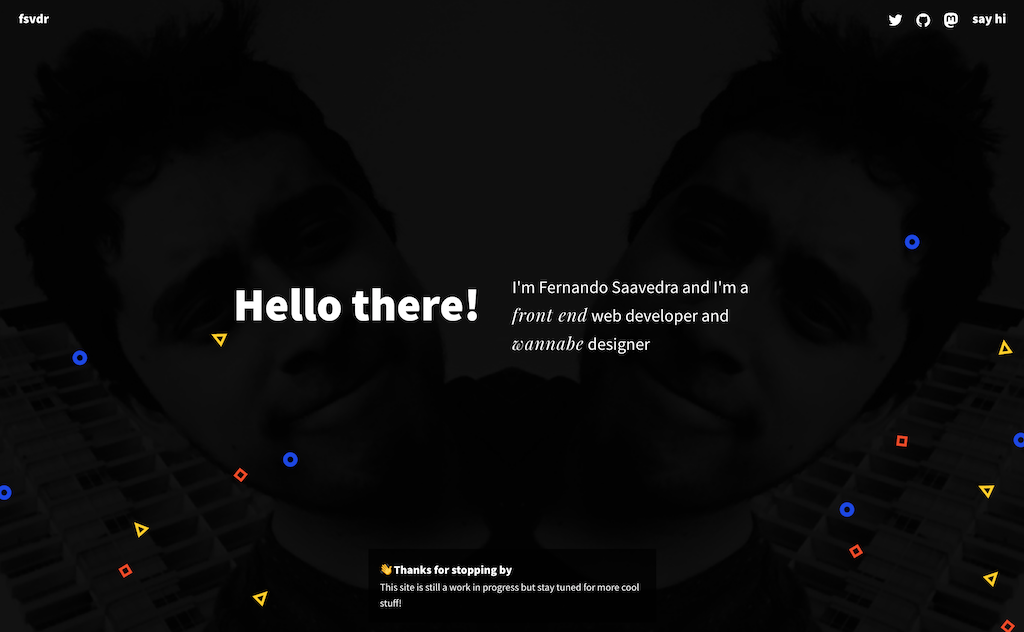 fsvdr
say hi
Hello there!
I'm Fernando Saavedra and I'm a
front end web developer and
wannabe designer
👋Thanks for stopping by
This site is still a work in progress but stay tuned for more cool
stuff!